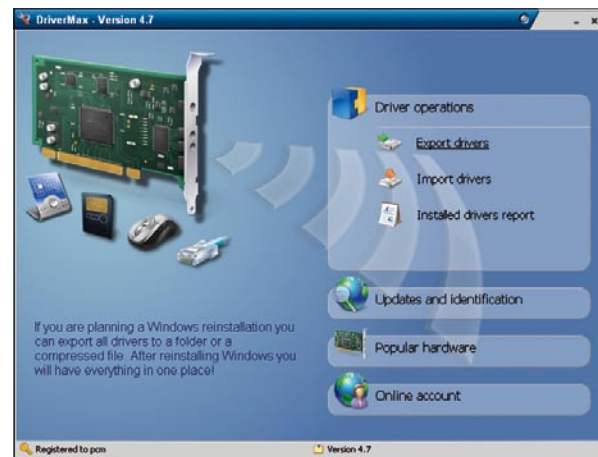 DriverMax - Version 4.7
Driver operations
Export drivers
Import drivers
Installed drivers report
Updates and identification
Popular hardware
Online account
If you are planning a Windows reinstallation you
can export all drivers to a folder or a
compressed file. After reinstalling Windows you
will have everything in one place!
Registered to pcm
Version 4.7